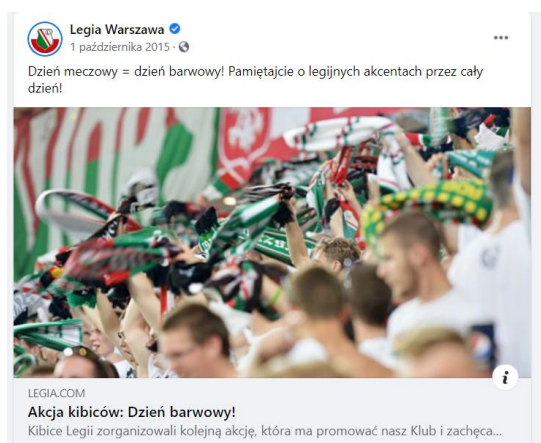 Legia Warszawa
1 października 2015 ·
Dzień meczowy = dzień barwowy! Pamiętajcie o legijnych akcentach przez cały
dzień!
LEGIA.COM
Akcja kibiców: Dzień barwowy!
Kibice Legii zorganizowali kolejną akcję, która ma promować nasz Klub i zachęca...